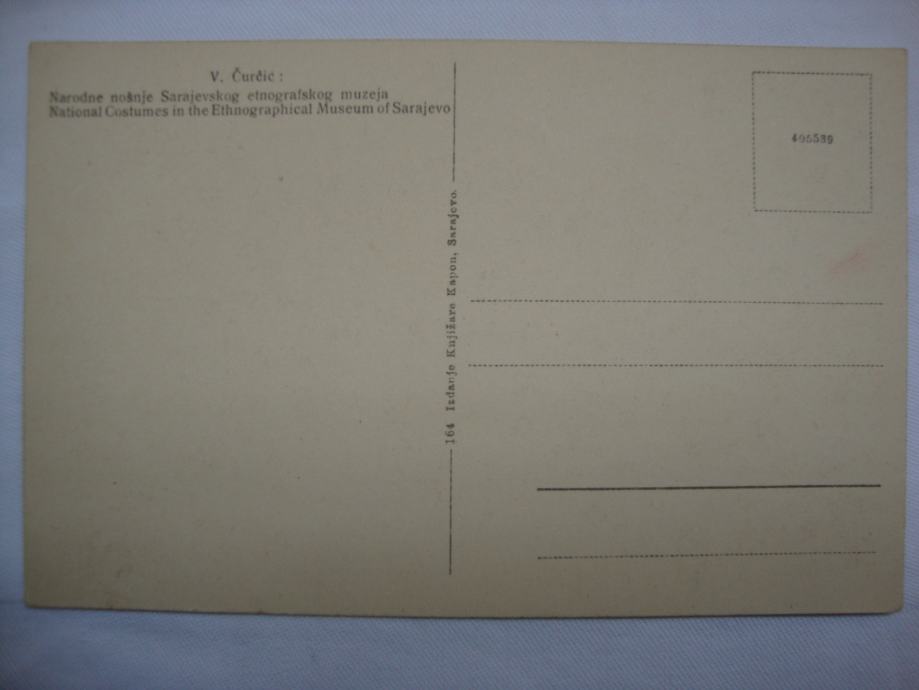 V. Čurčić :
Narodne nošnje Sarajevskog etnografskog muzeja
National Costumes in the Ethnographical Museum of Sarajevo
164 Izdanje Knjižare Kapon, Sarajevo.
495539